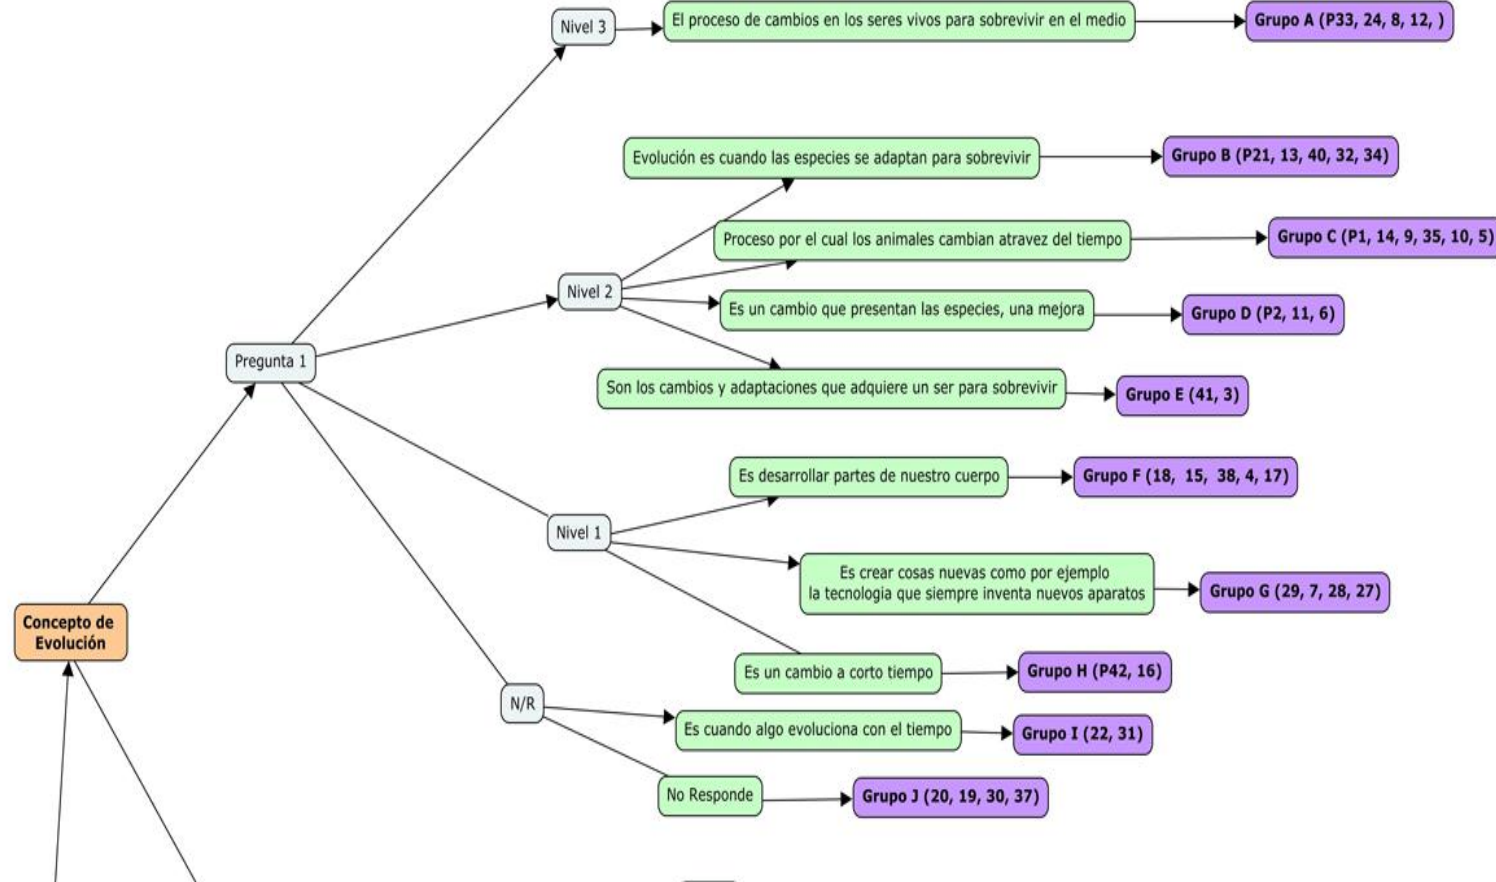 Nivel 3
El proceso de cambios en los seres vivos para sobrevivir en el medio
Grupo A (P33, 24, 8, 12, )
Evolución es cuando las especies se adaptan para sobrevivir
Grupo B (P21, 13, 40, 32, 34)
Proceso por el cual los animales cambian atravez del tiempo
Grupo C (P1, 14, 9, 35, 10, 5)
Nivel 2
Es un cambio que presentan las especies, una mejora
Grupo D (P2, 11, 6)
Pregunta 1
Son los cambios y adaptaciones que adquiere un ser para sobrevivir
Grupo E (41, 3)
Es desarrollar partes de nuestro cuerpo
Grupo F (18, 15, 38, 4, 17)
Nivel 1
Es crear cosas nuevas como por ejemplo
la tecnologia que siempre inventa nuevos aparatos
Grupo G (29, 7, 28, 27)
Concepto de
Evolución
Es un cambio a corto tiempo
Grupo H (P42, 16)
N/R
Es cuando algo evoluciona con el tiempo
Grupo I (22, 31)
No Responde
Grupo J (20, 19, 30, 37)